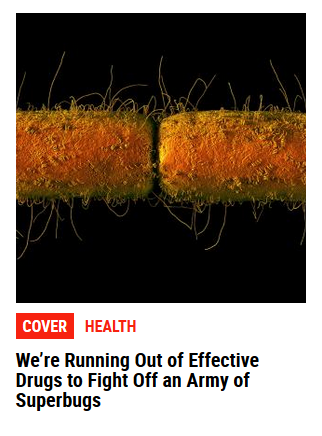 COVER HEALTH
We’re Running Out of Effective
Drugs to Fight Off an Army of
Superbugs